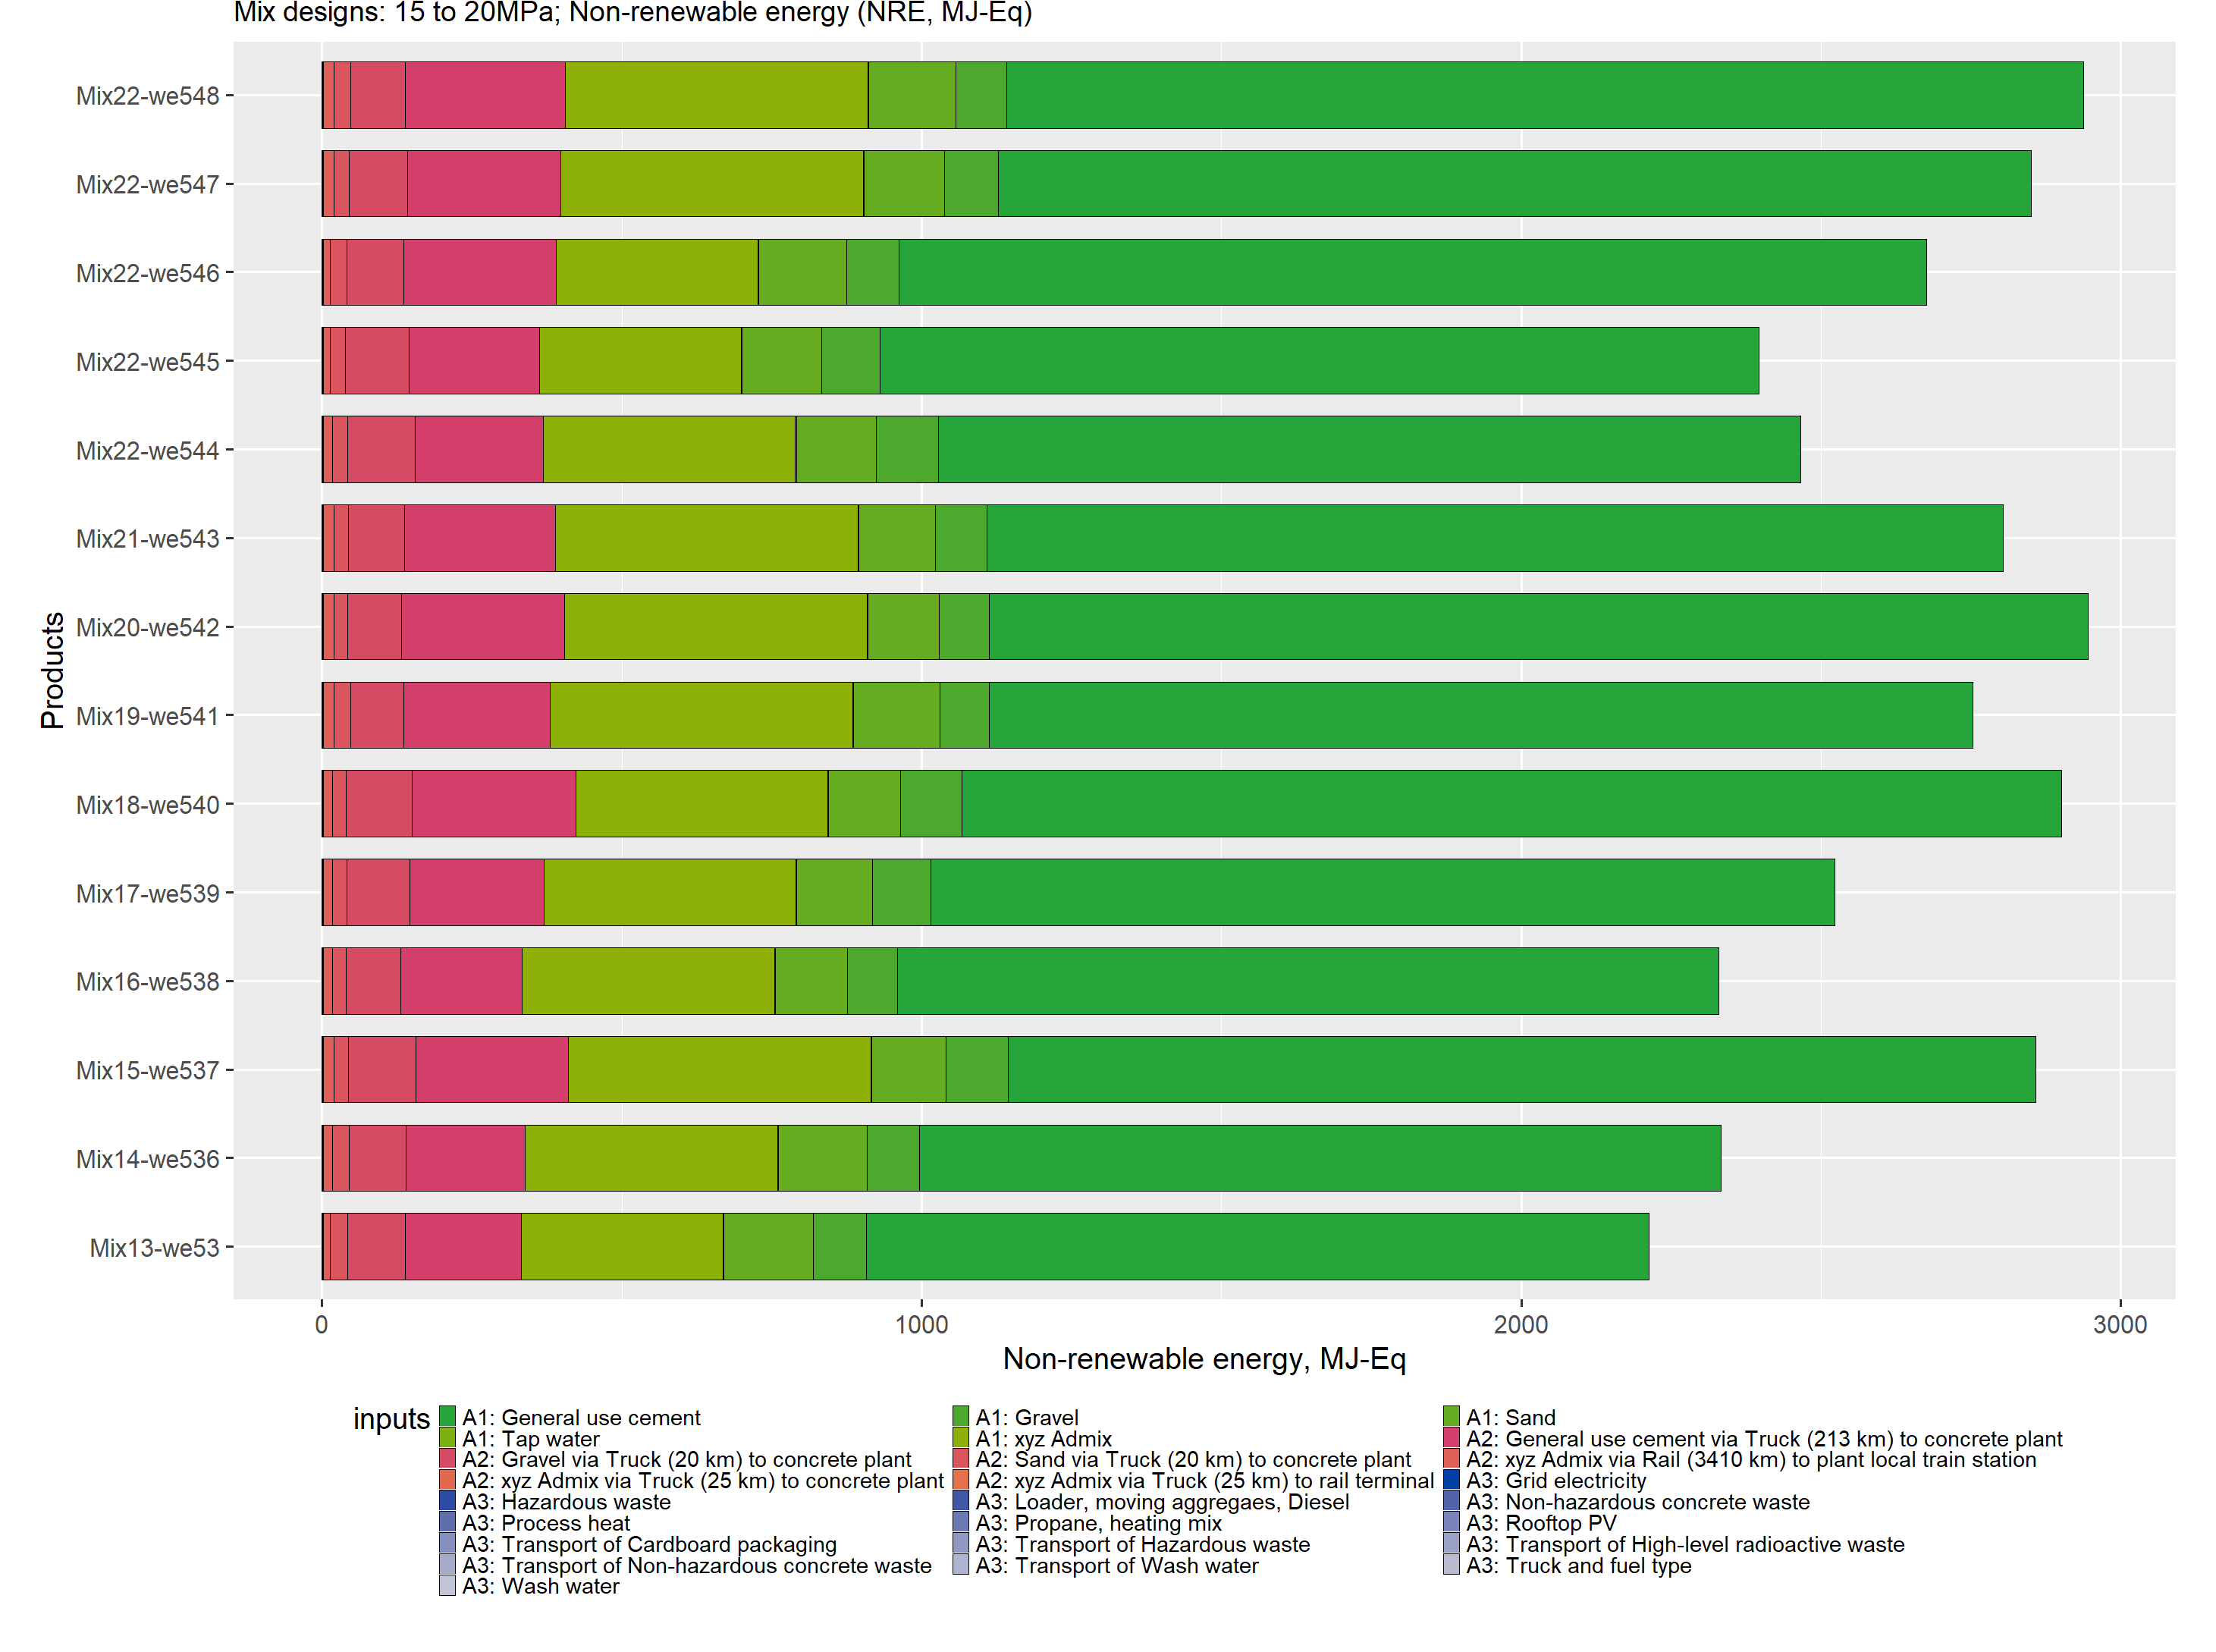 Mix designs: 15 to 20MPa; Non-renewable energy (NRE, MJ-Eq)
Products
Mix22-we548
Mix22-we547
Mix22-we546
Mix22-we545
Mix22-we544
Mix21-we543
Mix20-we542
Mix19-we541
Mix18-we540
Mix17-we539
Mix16-we538
Mix15-we537
Mix14-we536
Mix13-we53
0 1000 2000 3000
Non-renewable energy, MJ-Eq
inputs
A1: General use cement A1: Gravel A1: Sand
A1: Tap water A1: xyz Admix A2: General use cement via Truck (213 km) to concrete plant
A2: Gravel via Truck (20 km) to concrete plant A2: Sand via Truck (20 km) to concrete plant A2: xyz Admix via Rail (3410 km) to plant local train station
A2: xyz Admix via Truck (25 km) to concrete plant A2: xyz Admix via Truck (25 km) to rail terminal A3: Grid electricity
A3: Hazardous waste A3: Loader, moving aggregaes, Diesel A3: Non-hazardous concrete waste
A3: Process heat A3: Propane, heating mix A3: Rooftop PV
A3: Transport of Cardboard packaging A3: Transport of Hazardous waste A3: Transport of High-level radioactive waste
A3: Transport of Non-hazardous concrete waste A3: Transport of Wash water A3: Truck and fuel type
A3: Wash water